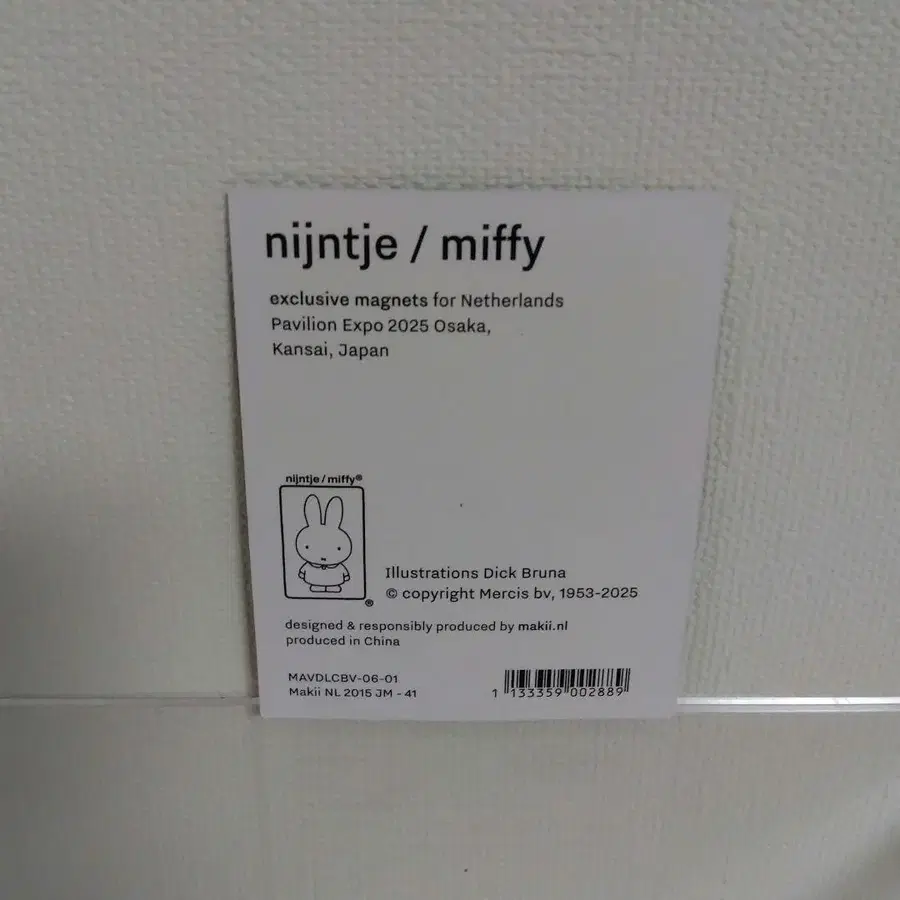 nijntje / miffy
exclusive magnets for Netherlands
Pavilion Expo 2025 Osaka,
Kansai, Japan
nijntje / miffy®
®
Illustrations Dick Bruna
© copyright Mercis bv, 1953-2025
designed & responsibly produced by makii.nl
produced in China
MAVDLCBV-06-01
Makii NL 2015 JM - 41
1 133359 002889